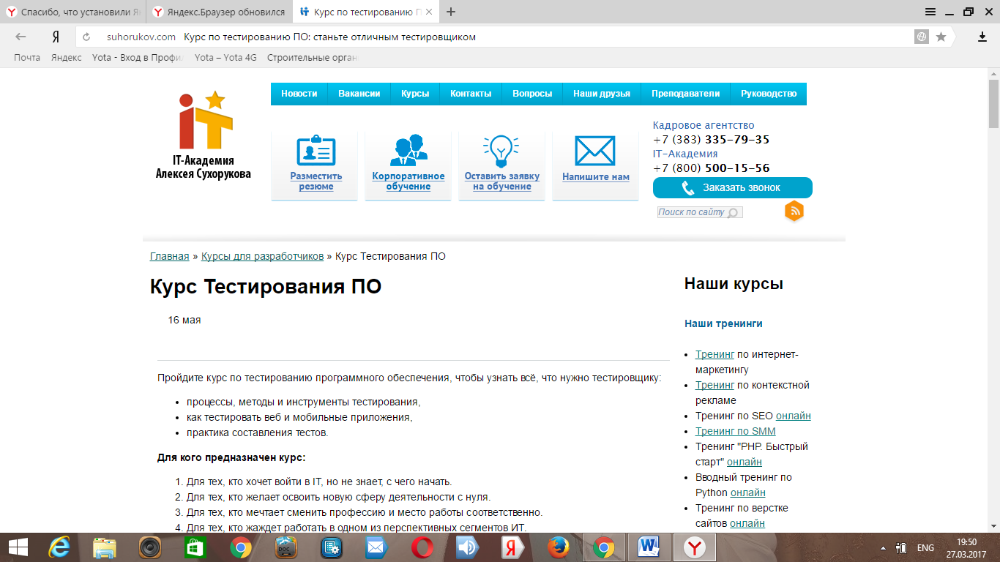 Спасибо, что установили Ян
Яндекс.Браузер обновился
Курс по тестированию П
suhorukov.com Курс по тестированию ПО: станьте отличным тестировщиком
Почта Яндекс Yota - Вход в Профи Yota – Yota 4G Строительные орган
Новости Вакансии Курсы Контакты Вопросы Наши друзья Преподаватели Руководство
IT-Академия
Алексея Сухорукова
Разместить
резюме
Корпоративное
обучение
Оставить заявку
на обучение
Напишите нам
Кадровое агентство
+7 (383) 335-79-35
IT-Академия
+7 (800) 500-15-56
Заказать звонок
Поиск по сайту
Главная » Курсы для разработчиков » Курс Тестирования ПО
Курс Тестирования ПО
16 мая
Пройдите курс по тестированию программного обеспечения, чтобы узнать всё, что нужно тестировщику:
• процессы, методы и инструменты тестирования,
• как тестировать веб и мобильные приложения,
• практика составления тестов.
Для кого предназначен курс:
1. Для тех, кто хочет войти в IT, но не знает, с чего начать.
2. Для тех, кто желает освоить новую сферу деятельности с нуля.
3. Для тех, кто мечтает сменить профессию и место работы соответственно.
4. Для тех, кто жаждет работать в одном из перспективных сегментов ИТ.
Наши курсы
Наши тренинги
• Тренинг по интернет-
маркетингу
• Тренинг по контекстной
рекламе
• Тренинг по SEO онлайн
• Тренинг по SMM
• Тренинг "PHP. Быстрый
старт" онлайн
• Вводный тренинг по
Python онлайн
• Тренинг по верстке
сайтов онлайн
DOC
ENG
19:50
27.03.2017